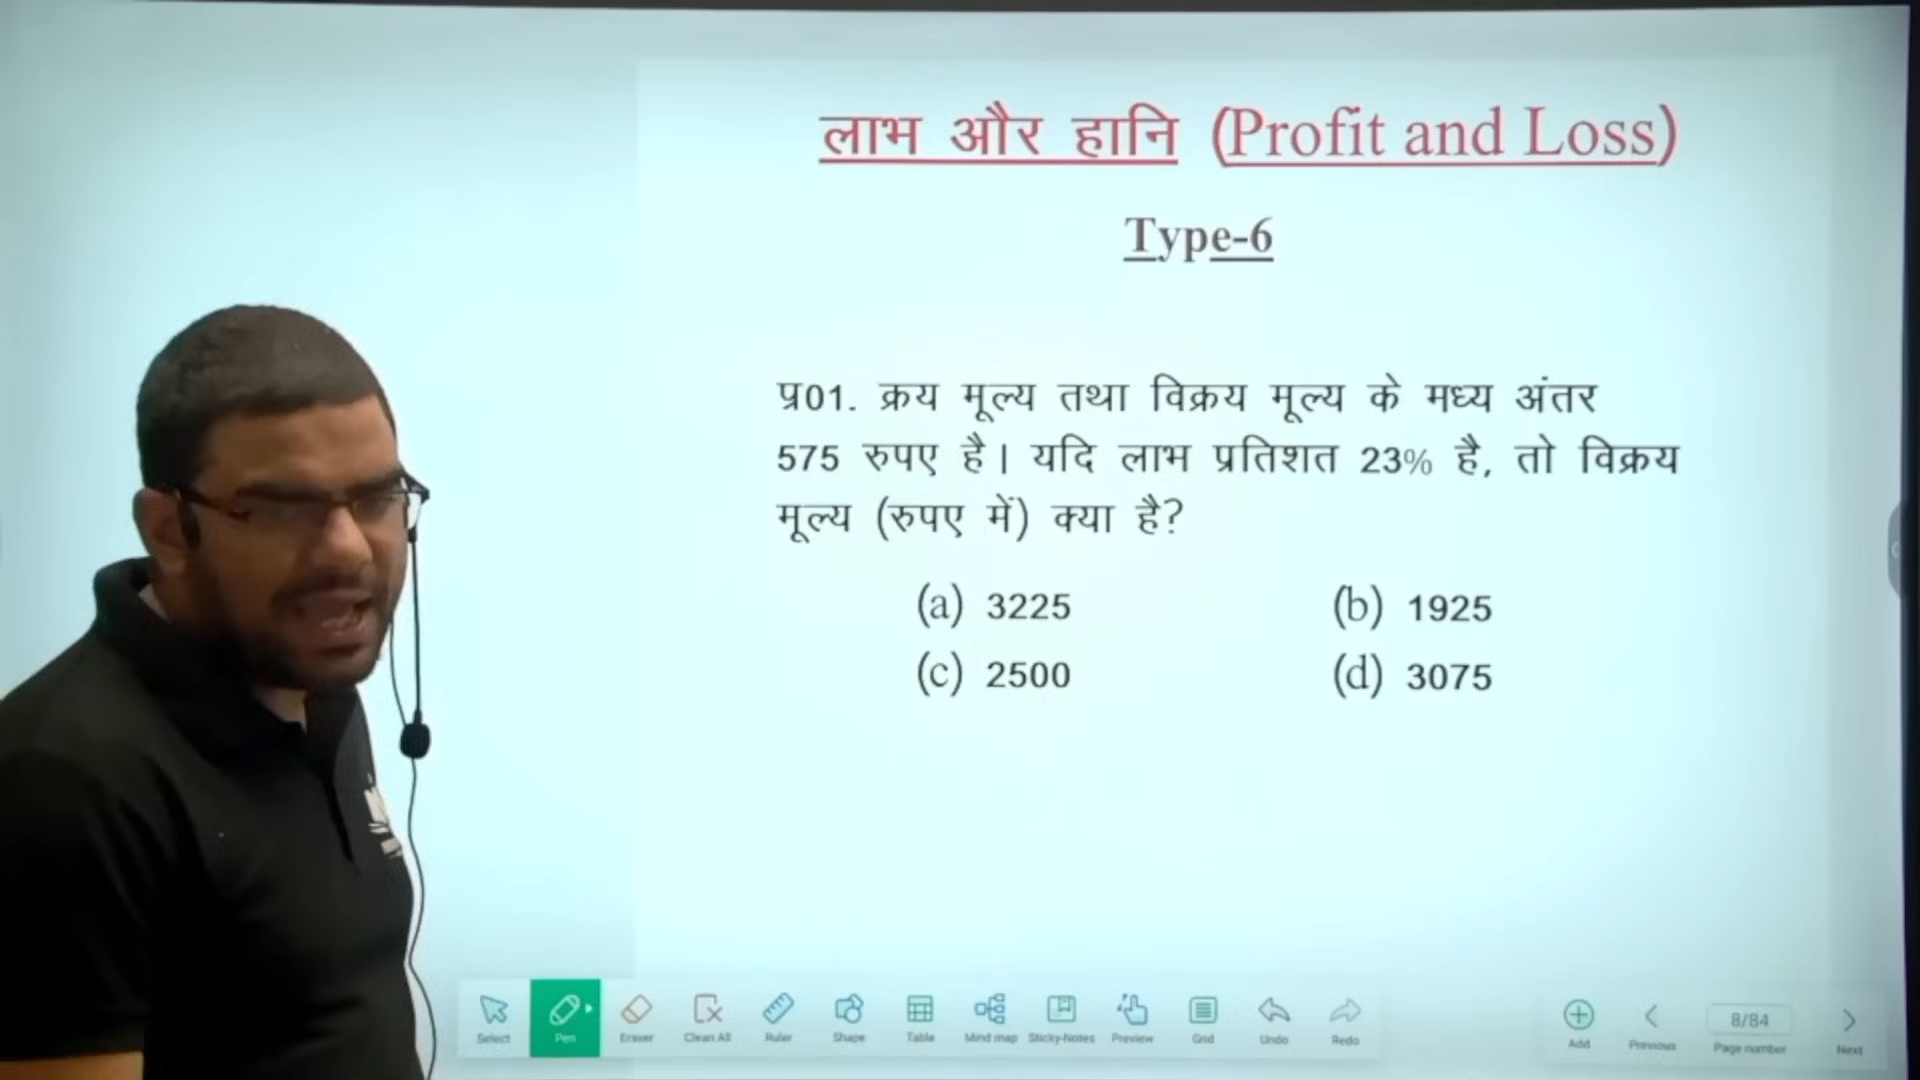 लाभ और हानि (Profit and Loss)
Type-6
प्र01. क्रय मूल्य तथा विक्रय मूल्य के मध्य अंतर
575 रुपए है। यदि लाभ प्रतिशत 23% है, तो विक्रय
मूल्य (रुपए में) क्या है?
(a) 3225 (b) 1925
(c) 2500 (d) 3075
Select Pen Eraser Clean All Ruler Shape Table Mind map Sticky-Notes Preview Grid Undo Redo Add Previous 8/84 Page number Next